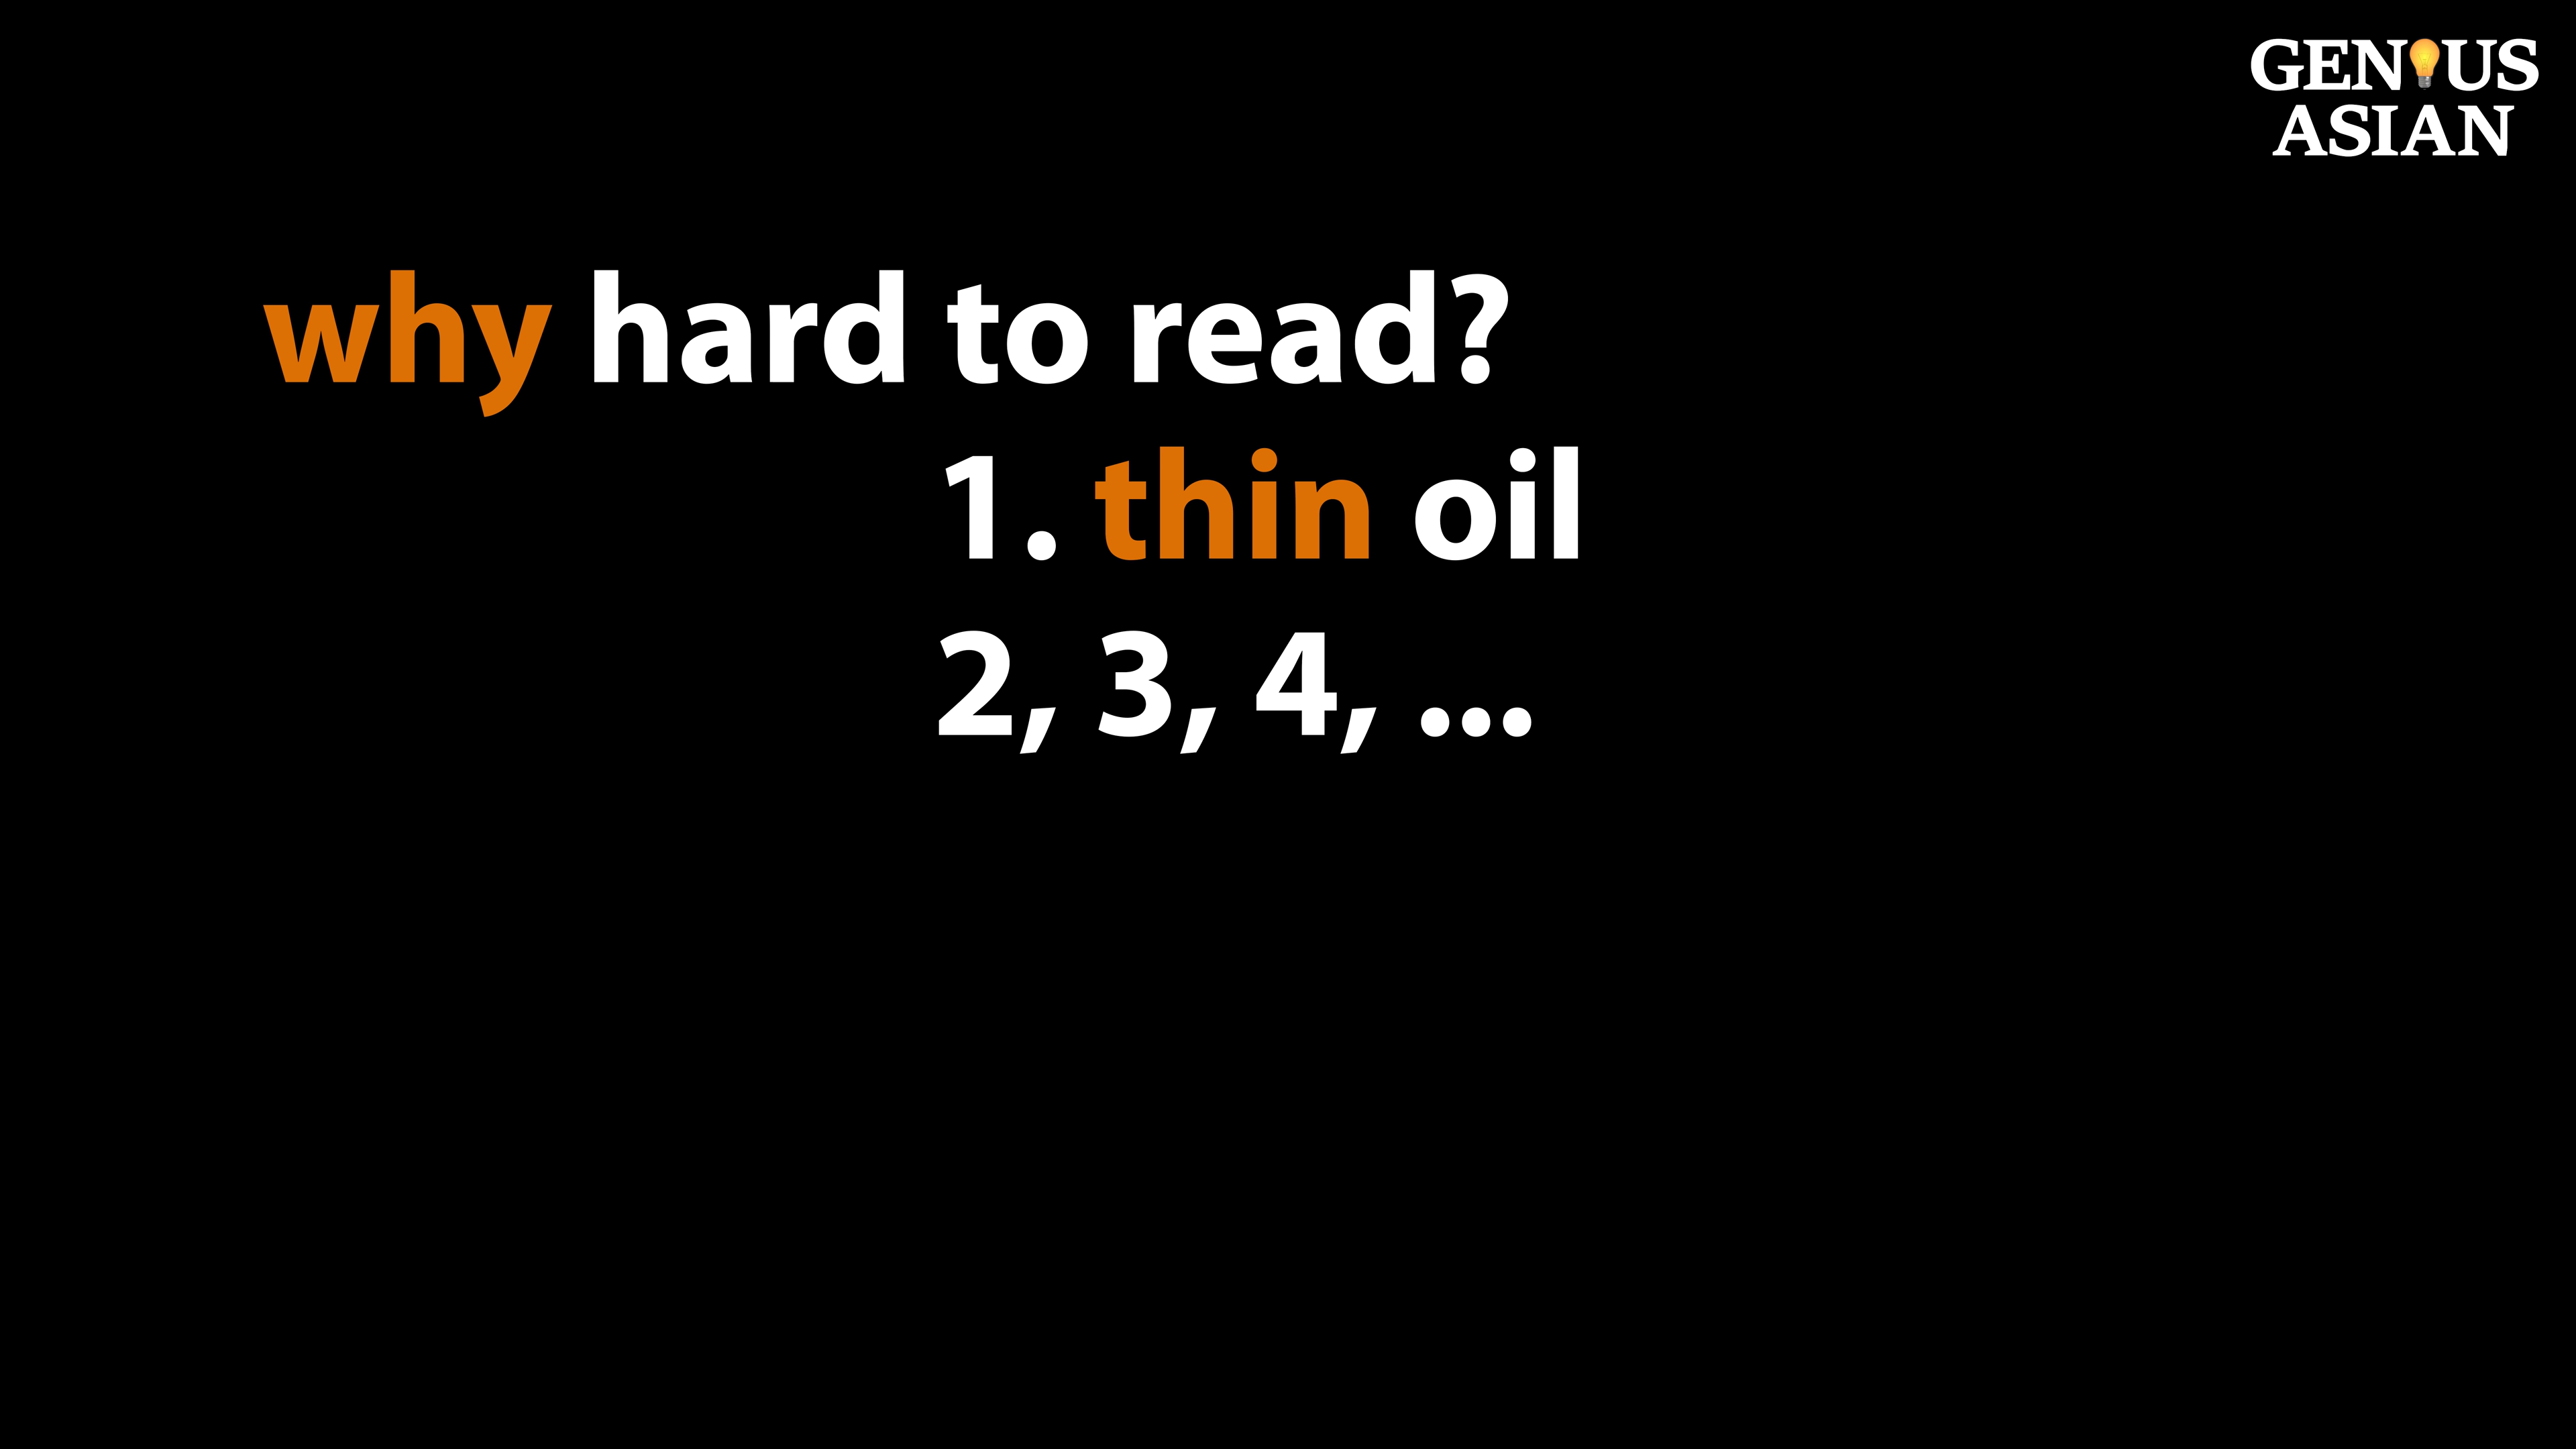 GENIUS
ASIAN
why hard to read?
1. thin oil
2, 3, 4, ...